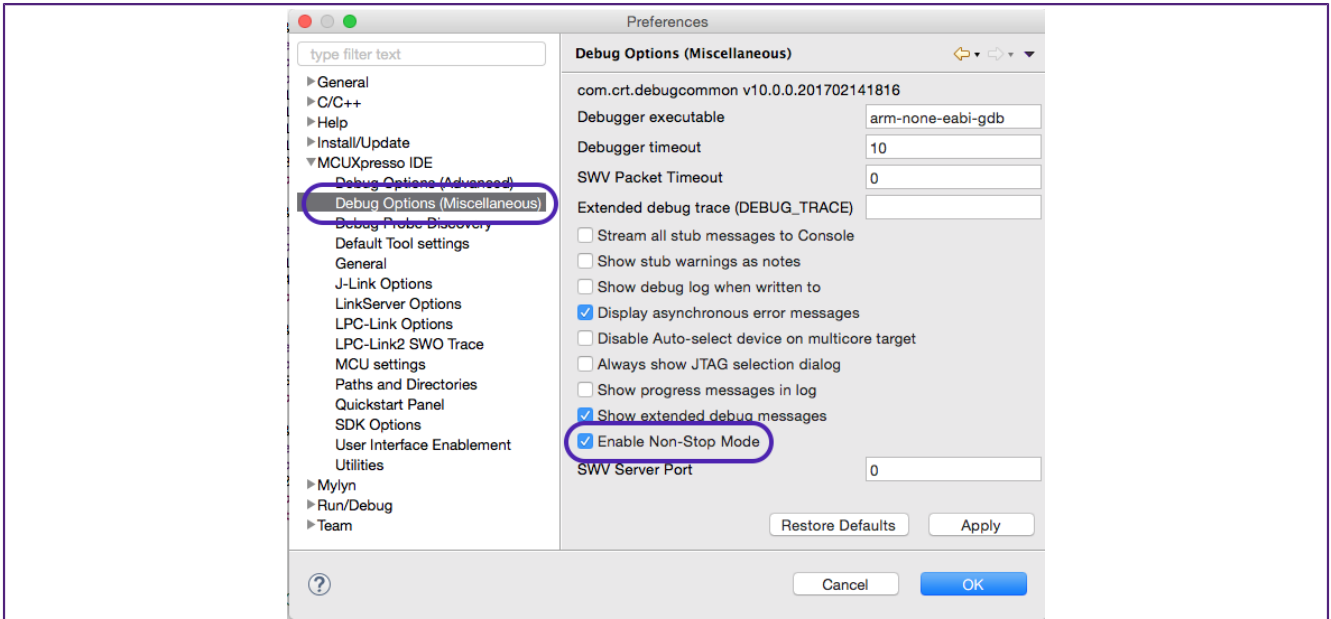 Preferences
type filter text
General
C/C++
Help
Install/Update
MCUXpresso IDE
Debug Options (Advanced)
Debug Options (Miscellaneous)
Debug Probe Discovery
Default Tool settings
General
J-Link Options
LinkServer Options
LPC-Link Options
LPC-Link2 SWO Trace
MCU settings
Paths and Directories
Quickstart Panel
SDK Options
User Interface Enablement
Utilities
Mylyn
Run/Debug
Team
Debug Options (Miscellaneous)
com.crt.debugcommon v10.0.0.201702141816
Debugger executable arm-none-eabi-gdb
Debugger timeout 10
SWV Packet Timeout 0
Extended debug trace (DEBUG_TRACE)
Stream all stub messages to Console
Show stub warnings as notes
Show debug log when written to
Display asynchronous error messages
Disable Auto-select device on multicore target
Always show JTAG selection dialog
Show progress messages in log
Show extended debug messages
Enable Non-Stop Mode
SWV Server Port 0
Restore Defaults Apply
? Cancel OK